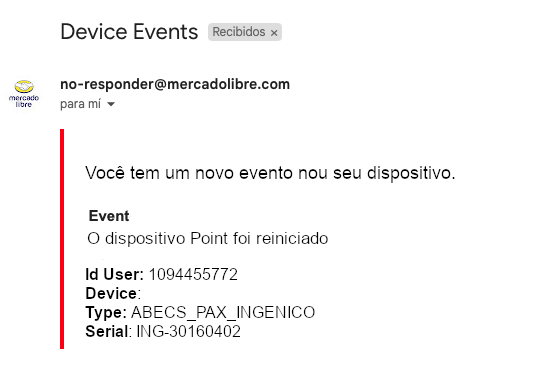 Device Events Recibidos ×
no-responder@mercadolibre.com
mercado
libre
para mí
Você tem um novo evento nou seu dispositivo.
Event
O dispositivo Point foi reiniciado
Id User: 1094455772
Device:
Type: ABECS_PAX_INGENICO
Serial: ING-30160402